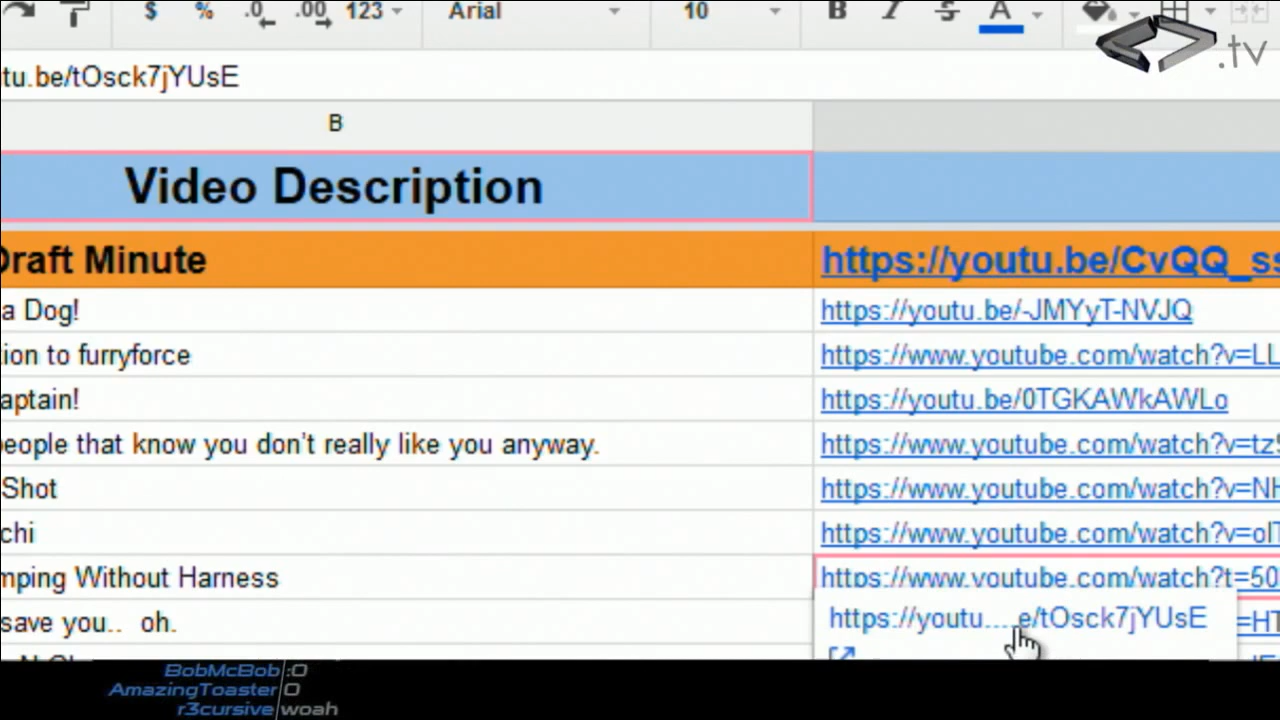 $ % .0 .00 123 Arial 10 B I S A
.tv
tu.be/tOsck7jYUsE
B
Video Description
Draft Minute https://youtu.be/CvQQ_s
a Dog! https://youtu.be/-JMYyT-NVJQ
tion to furryforce https://www.youtube.com/watch?v=LL
aptain! https://youtu.be/0TGKAWkAWLo
people that know you don't really like you anyway. https://www.youtube.com/watch?v=tz
Shot https://www.youtube.com/watch?v=NH
chi https://www.youtube.com/watch?v=ol
mping Without Harness https://www.youtube.com/watch?t=50
save you.. oh. =HT
https://youtu....e/tOsck7jYUsE
BobMcBob :O
AmazingToaster O
r3cursive woah